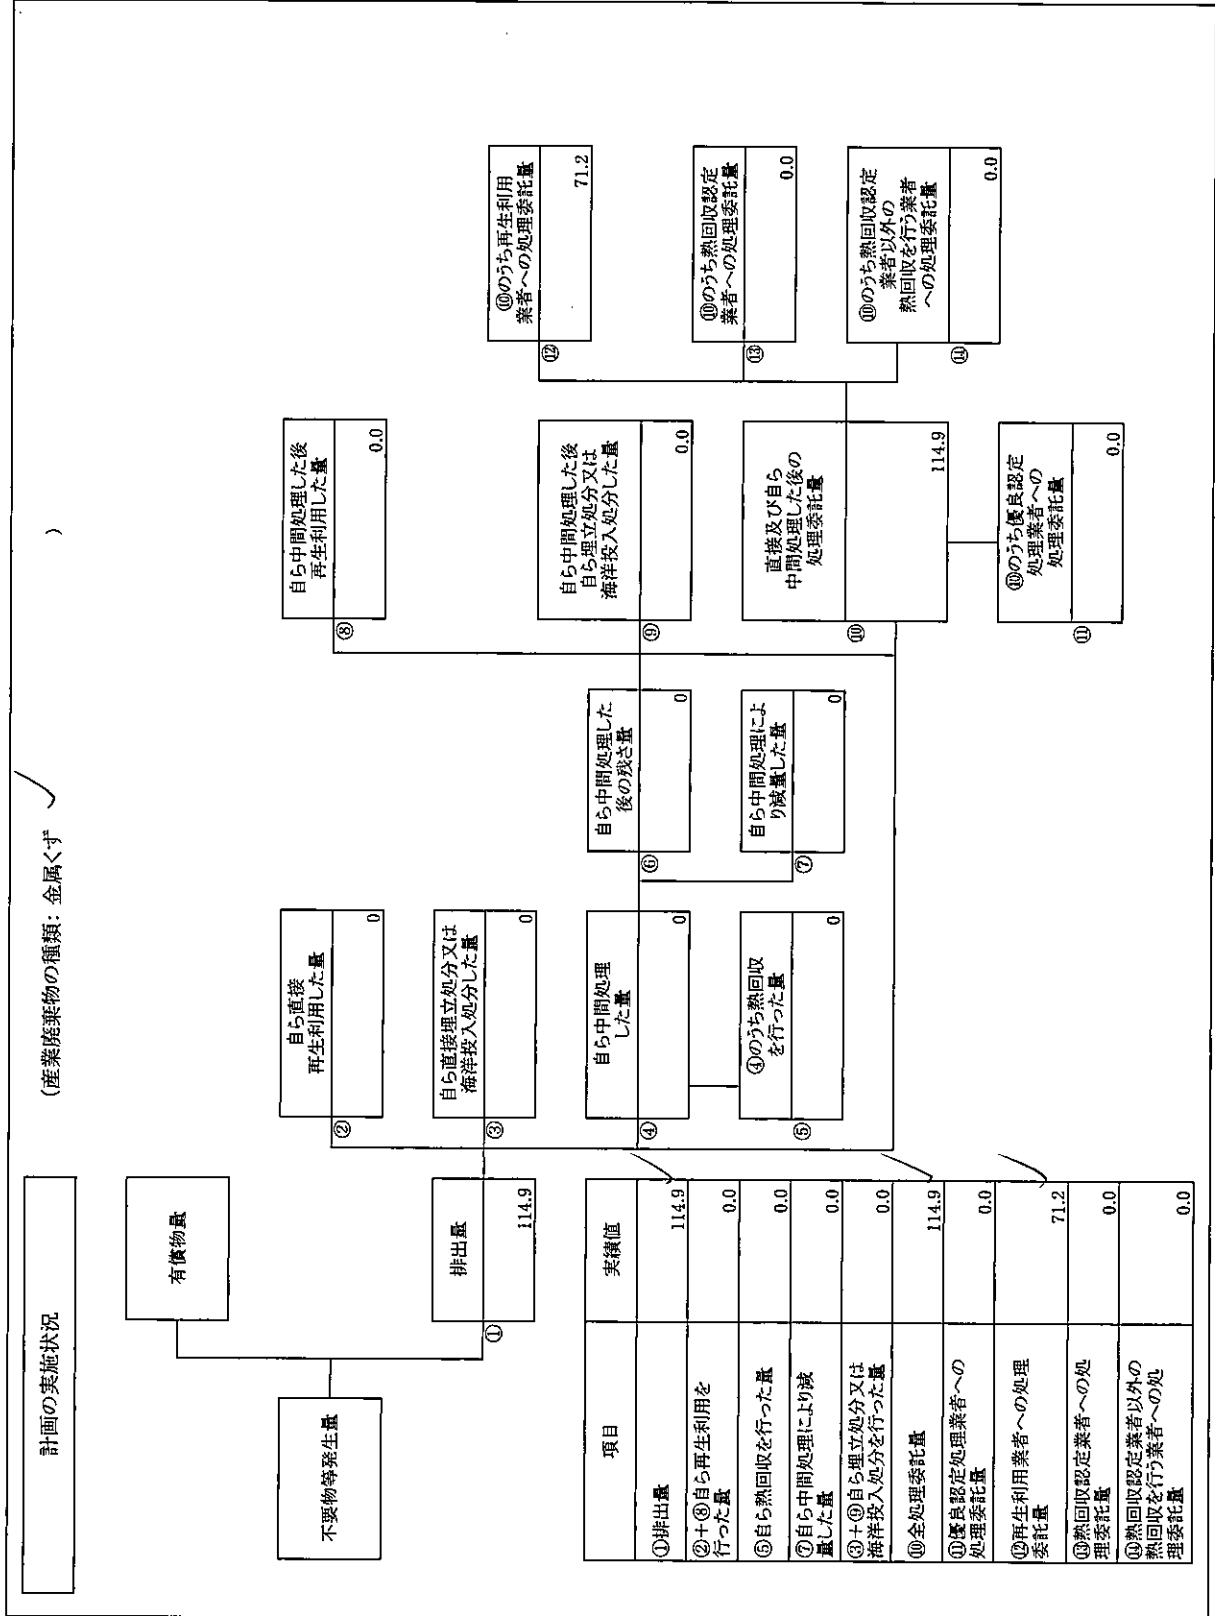 計画の実施状況
(産業廃棄物の種類: 金属くず
)
不要物等発生量
有償物量
①
排出量
114.9
②
自ら直接
再生利用した量
0
③
自ら直接埋立処分又は
海洋投入処分した量
0
④
自ら中間処理
した量
0
⑤
④のうち熱回収
を行った量
0
⑥
自ら中間処理した
後の残さ量
0
⑦
自ら中間処理によ
り減量した量
0
⑧
自ら中間処理した後
再生利用した量
0.0
⑨
自ら中間処理した後
自ら埋立処分又は
海洋投入処分した量
0.0
⑩
直接及び自ら
中間処理した後の
処理委託量
114.9
⑪
⑩のうち優良認定
処理業者への
処理委託量
0.0
⑫
⑩のうち再生利用
業者への処理委託量
71.2
⑬
⑩のうち熱回収認定
業者への処理委託量
0.0
⑭
⑩のうち熱回収認定
業者以外の
熱回収を行う業者
への処理委託量
0.0
項目 実績値
①排出量 114.9
②+⑧自ら再生利用を
行った量 0.0
⑤自ら熱回収を行った量 0.0
⑦自ら中間処理により減
量した量 0.0
③+⑨自ら埋立処分又は
海洋投入処分を行った量 0.0
⑩全処理委託量 114.9
⑪優良認定処理業者への
処理委託量 0.0
⑫再生利用業者への処理
委託量 71.2
⑬熱回収認定業者への処
理委託量 0.0
⑭熱回収認定業者以外の
熱回収を行う業者への処
理委託量 0.0